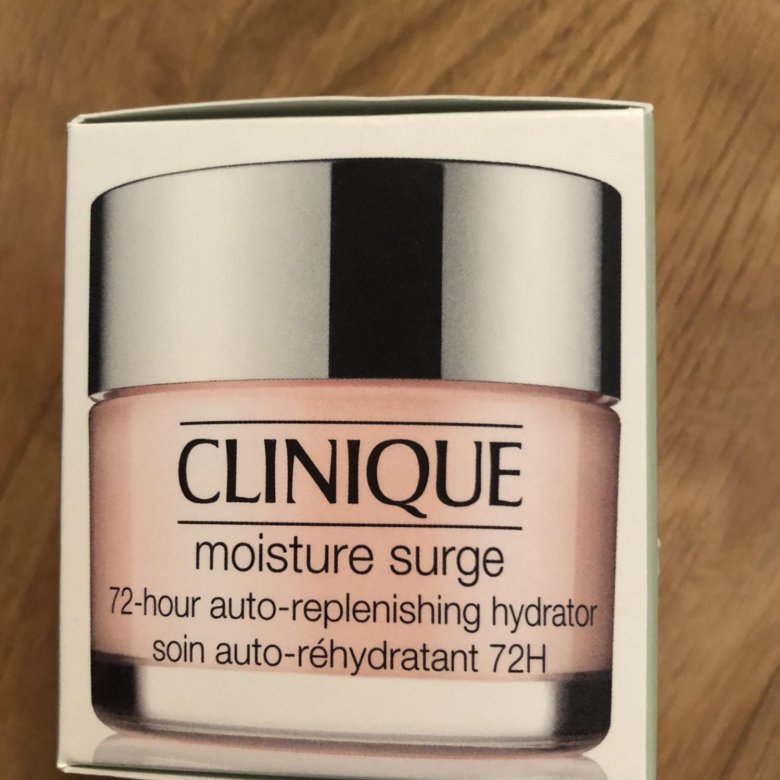 CLINIQUE
moisture surge
72-hour auto-replenishing hydrator
soin auto-réhydratant 72H